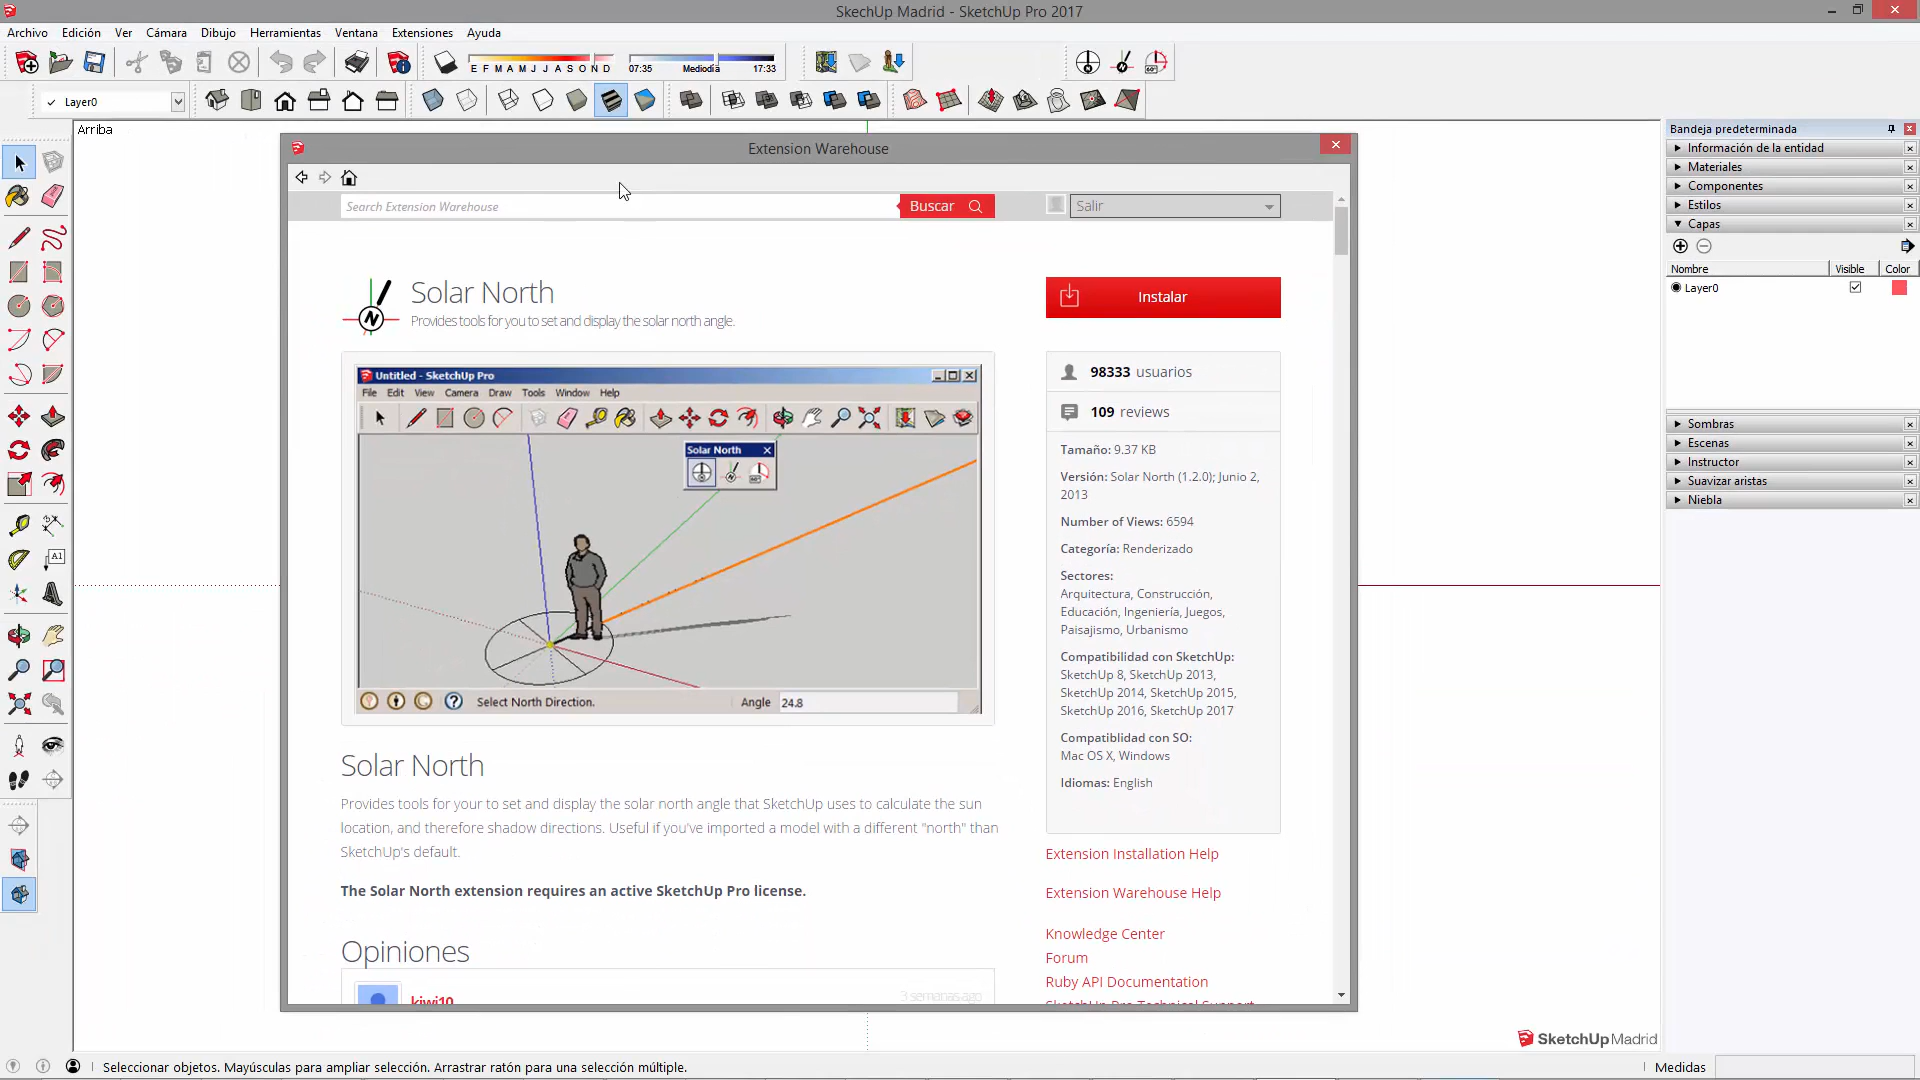 SkechUp Madrid - SketchUp Pro 2017
Archivo Edición Ver Cámara Dibujo Herramientas Ventana Extensiones Ayuda
E F M A M J J A S O N D
07:35 Mediodía 17:33
60°
Layer0
Arriba
Extension Warehouse
Search Extension Warehouse
Buscar
Salir
Solar North
Provides tools for you to set and display the solar north angle.
N
Instalar
Untitled - SketchUp Pro
File Edit View Camera Draw Tools Window Help
Solar North
Select North Direction.
Angle 24.8
98333 usuarios
109 reviews
Tamaño: 9.37 KB
Versión: Solar North (1.2.0); Junio 2,
2013
Number of Views: 6594
Categoría: Renderizado
Sectores:
Arquitectura, Construcción,
Educación, Ingeniería, Juegos,
Paisajismo, Urbanismo
Compatibilidad con SketchUp:
SketchUp 8, SketchUp 2013,
SketchUp 2014, SketchUp 2015,
SketchUp 2016, SketchUp 2017
Compatiblidad con SO:
Mac OS X, Windows
Idiomas: English
Solar North
Provides tools for your to set and display the solar north angle that SketchUp uses to calculate the sun
location, and therefore shadow directions. Useful if you've imported a model with a different "north" than
SketchUp's default.
The Solar North extension requires an active SketchUp Pro license.
Opiniones
kiwi10
3 semanas ago
Extension Installation Help
Extension Warehouse Help
Knowledge Center
Forum
Ruby API Documentation
SketchUp Pro Technical Support
Bandeja predeterminada
Información de la entidad
Materiales
Componentes
Estilos
Capas
Nombre Visible Color
Layer0
Sombras
Escenas
Instructor
Suavizar aristas
Niebla
A1
SketchUp Madrid
Seleccionar objetos. Mayúsculas para ampliar selección. Arrastrar ratón para una selección múltiple.
Medidas